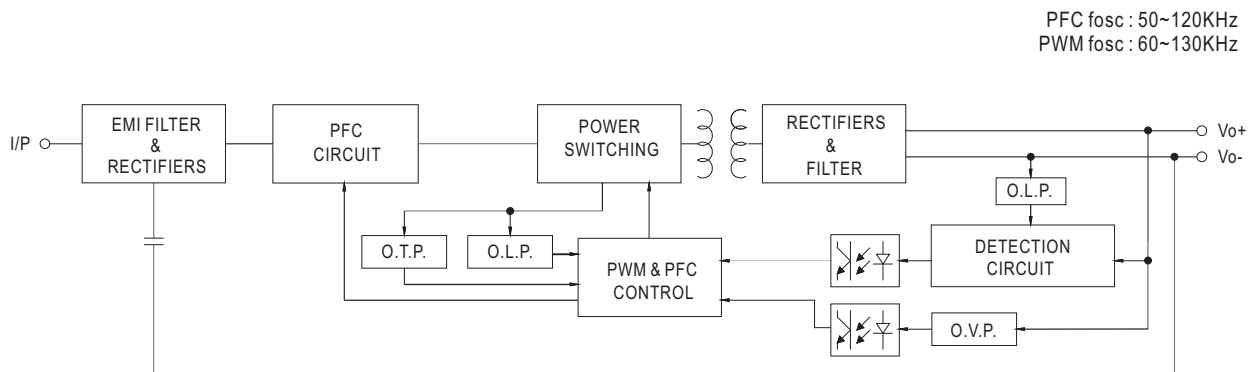 PFC fosc : 50~120KHz
PWM fosc : 60~130KHz
I/P
EMI FILTER
&
RECTIFIERS
PFC
CIRCUIT
POWER
SWITCHING
RECTIFIERS
&
FILTER
Vo+
Vo-
O.L.P.
O.T.P.
O.L.P.
PWM & PFC
CONTROL
DETECTION
CIRCUIT
O.V.P.